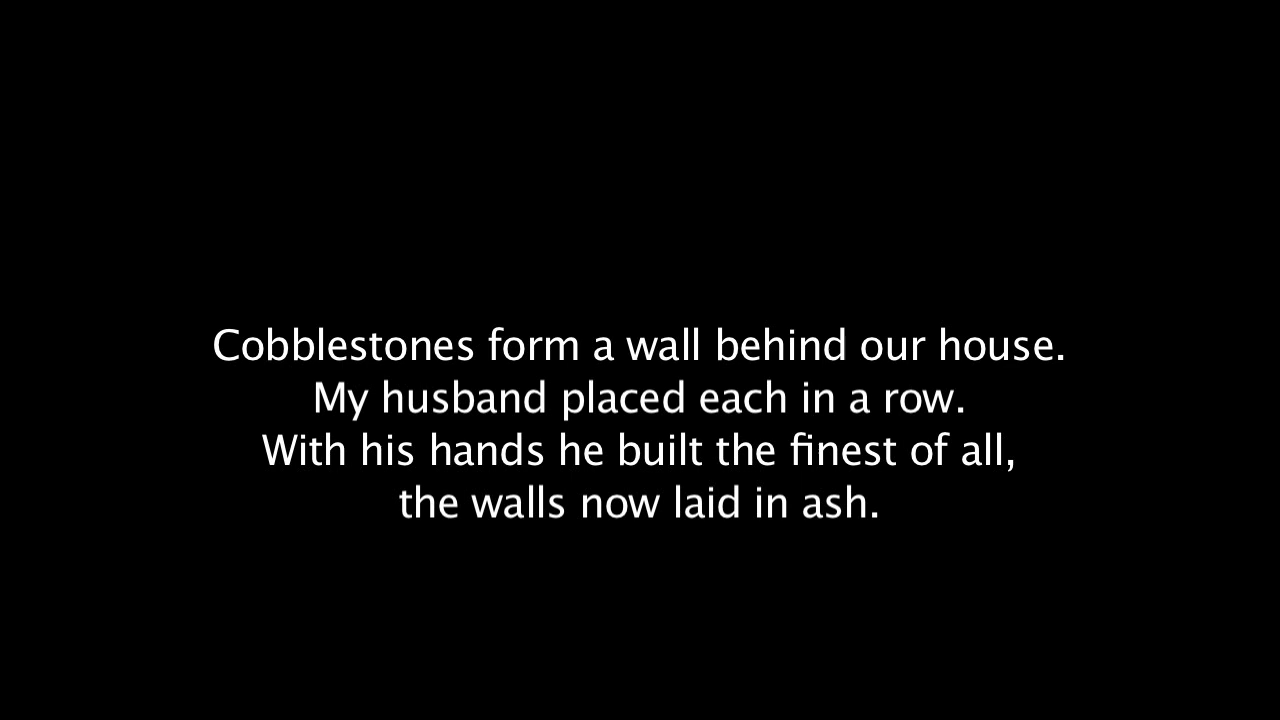 Cobblestones form a wall behind our house.
My husband placed each in a row.
With his hands he built the finest of all,
the walls now laid in ash.